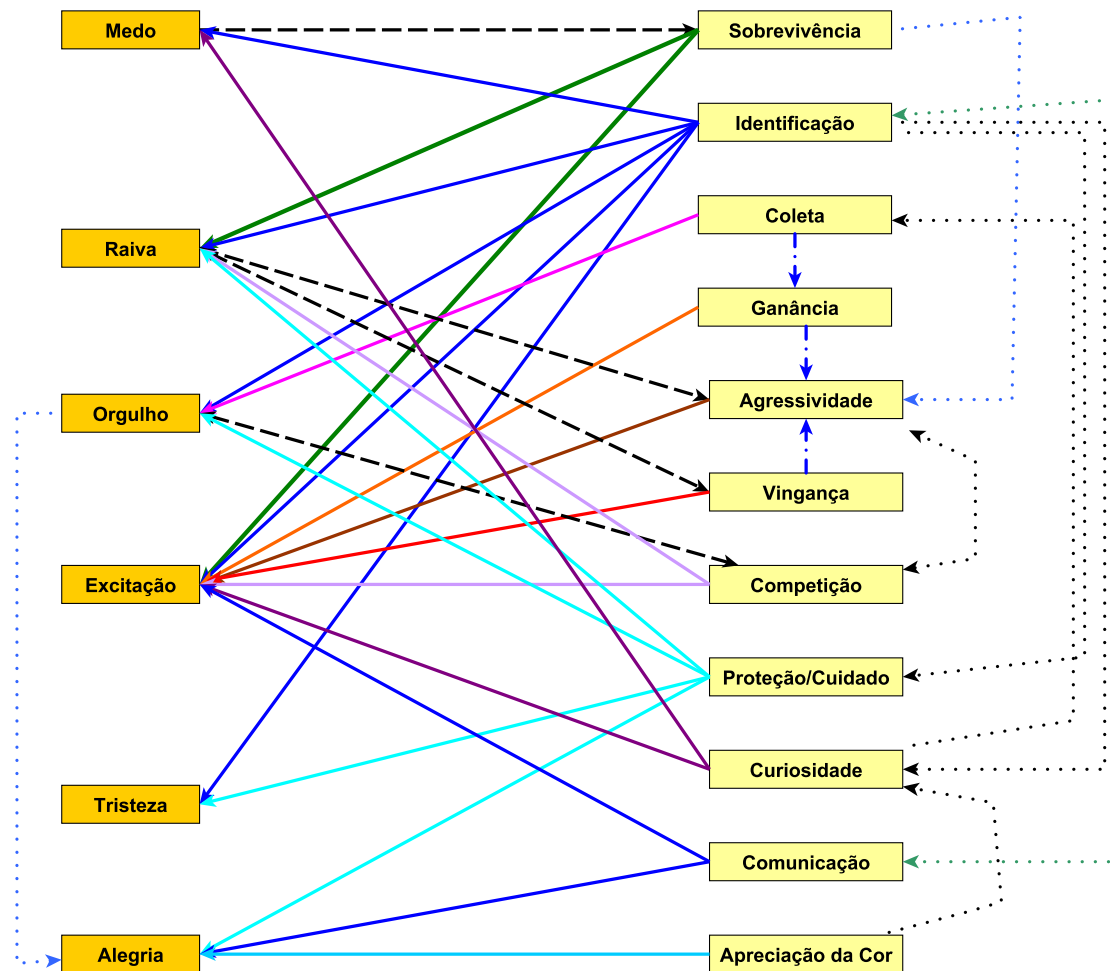 Medo
Sobrevivência
Identificação
Coleta
Raiva
Ganância
Orgulho
Agressividade
Vingança
Excitação
Competição
Proteção/Cuidado
Curiosidade
Tristeza
Comunicação
Alegria
Apreciação da Cor